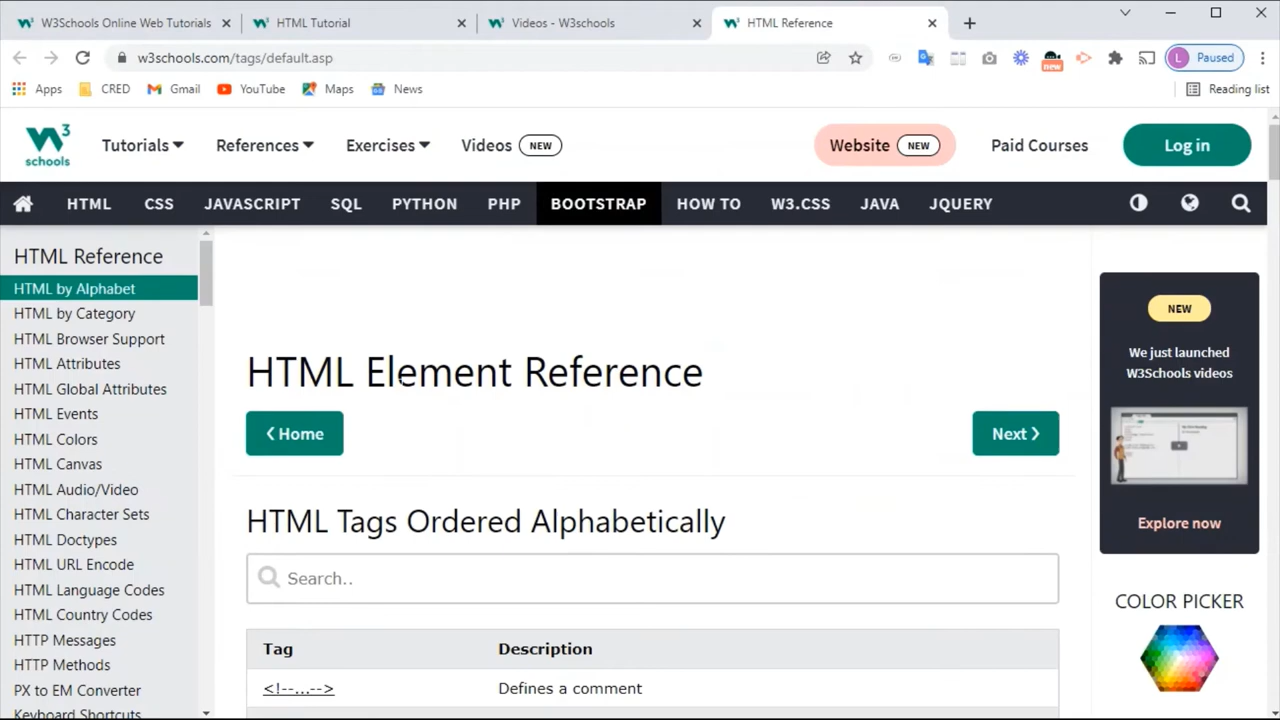 W3Schools Online Web Tutorials
HTML Tutorial
Videos - W3schools
HTML Reference
w3schools.com/tags/default.asp
new
L Paused
Apps
CRED
Gmail
YouTube
Maps
News
Reading list
W3 schools
Tutorials
References
Exercises
Videos NEW
Website NEW
Paid Courses
Log in
HTML
CSS
JAVASCRIPT
SQL
PYTHON
PHP
BOOTSTRAP
HOW TO
W3.CSS
JAVA
JQUERY
HTML Reference
HTML by Alphabet
HTML by Category
HTML Browser Support
HTML Attributes
HTML Global Attributes
HTML Events
HTML Colors
HTML Canvas
HTML Audio/Video
HTML Character Sets
HTML Doctypes
HTML URL Encode
HTML Language Codes
HTML Country Codes
HTTP Messages
HTTP Methods
PX to EM Converter
Keyboard Shortcuts
HTML Element Reference
❮ Home
Next ❯
HTML Tags Ordered Alphabetically
Search..
Tag Description
<!--...--> Defines a comment
NEW
We just launched
W3Schools videos
Explore now
COLOR PICKER